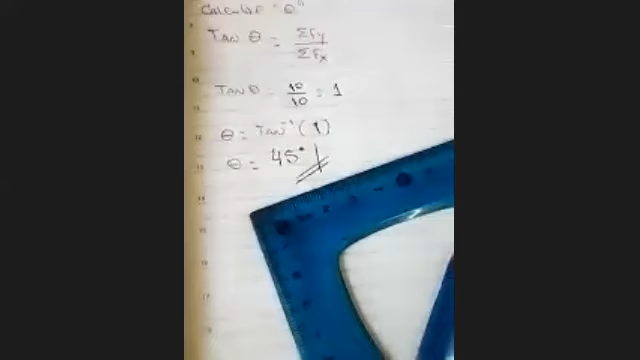 CALCULATE "θ"
TAN θ = ΣFy / ΣFx
TAN θ = 10/10 = 1
θ = TAN⁻¹ (1)
θ = 45°